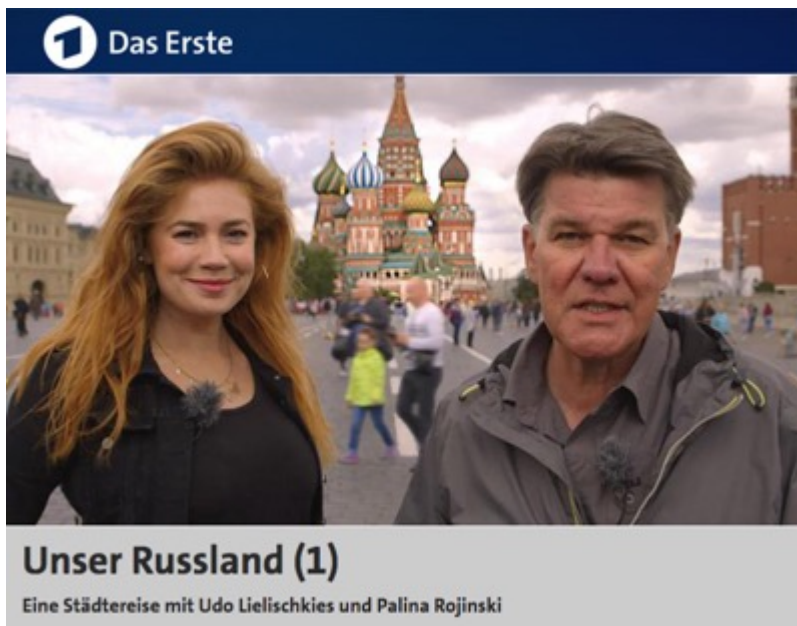 Das Erste
Unser Russland (1)
Eine Städtereise mit Udo Lielischkies und Palina Rojinski